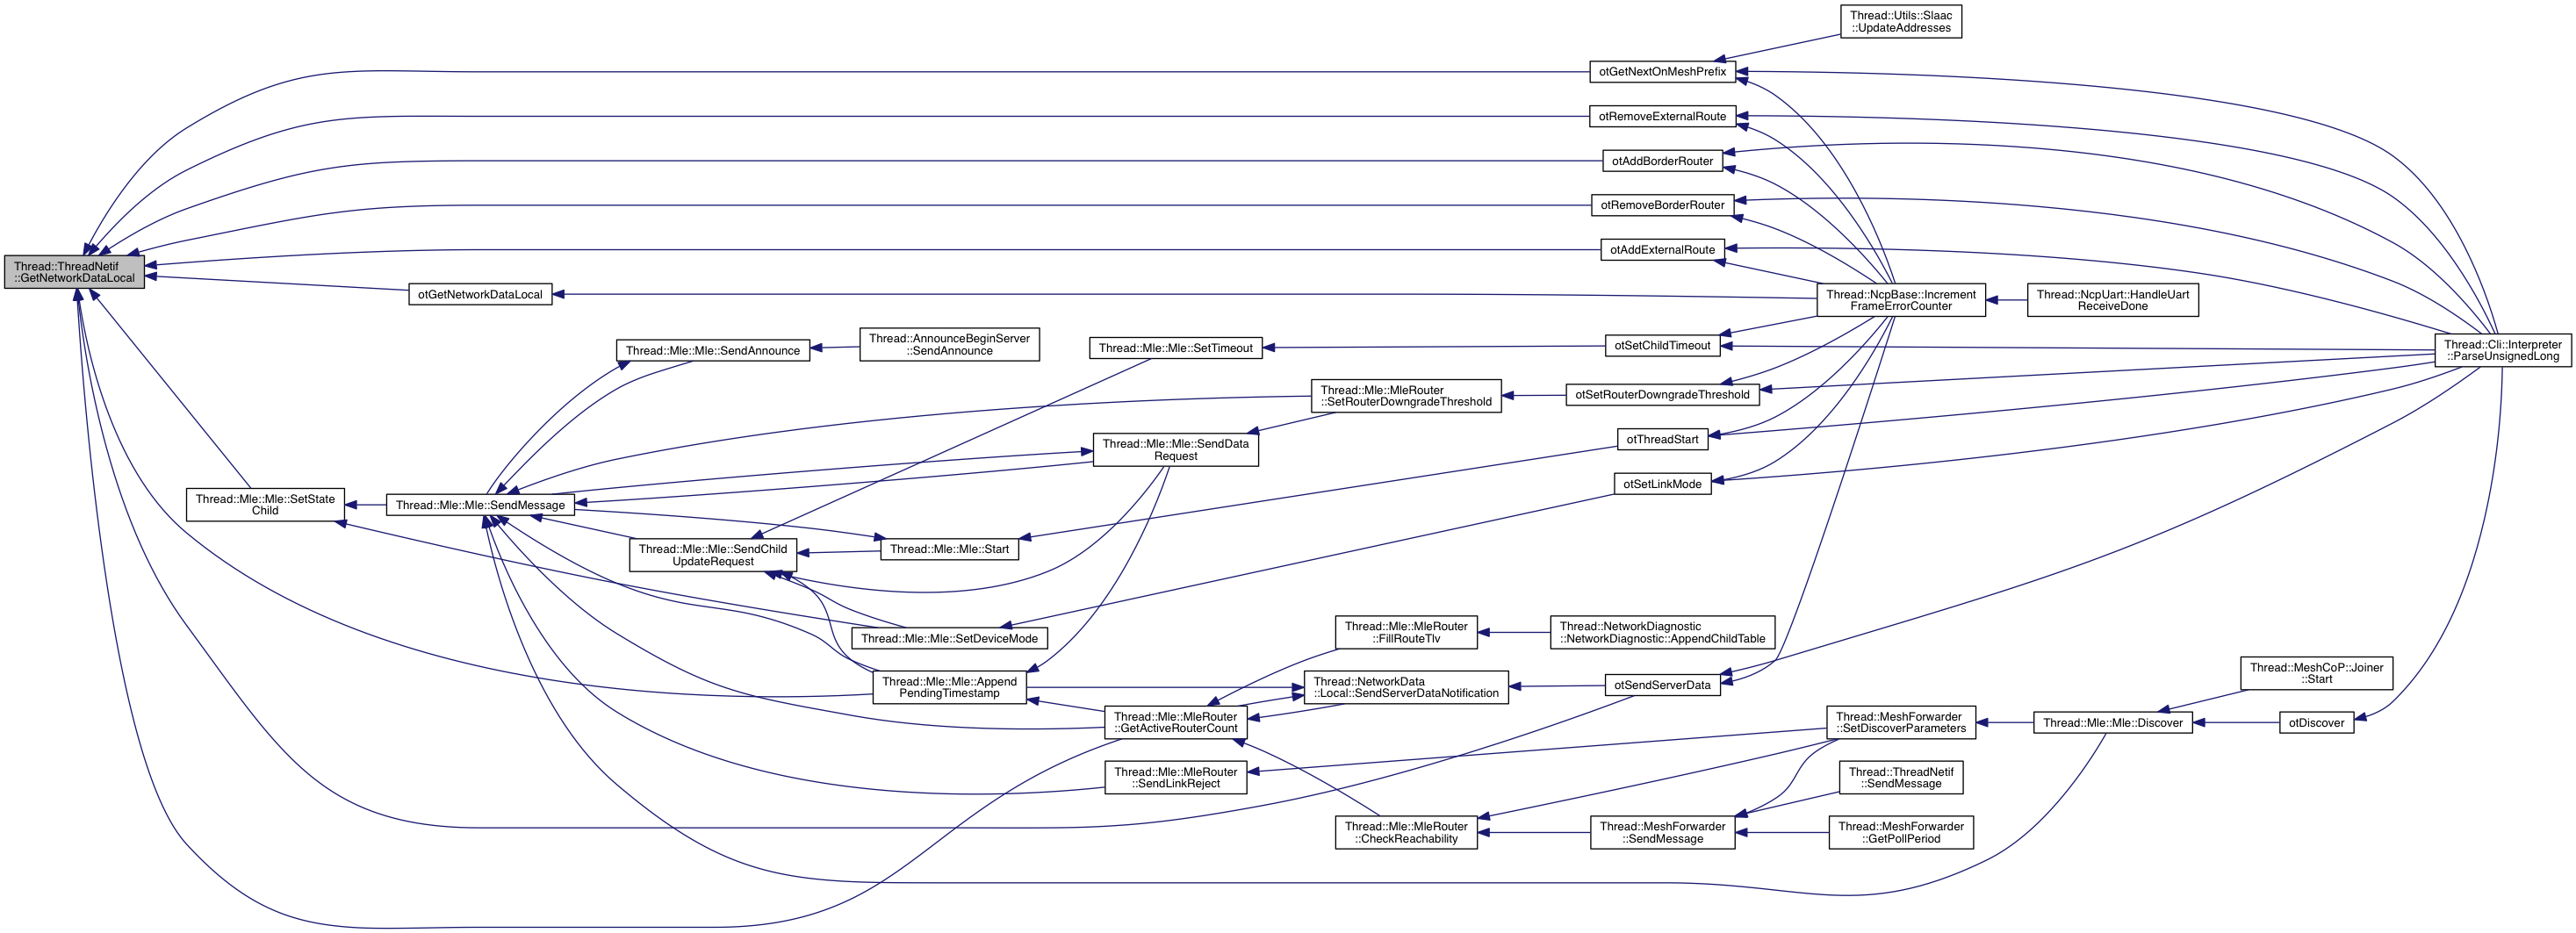 Thread::Utils::Slaac
::UpdateAddresses
otGetNextOnMeshPrefix
otRemoveExternalRoute
otAddBorderRouter
otRemoveBorderRouter
otAddExternalRoute
Thread::ThreadNetif
::GetNetworkDataLocal
otGetNetworkDataLocal
Thread::NcpBase::Increment
FrameErrorCounter
Thread::NcpUart::HandleUart
ReceiveDone
Thread::AnnounceBeginServer
::SendAnnounce
Thread::Mle::Mle::SendAnnounce
Thread::Mle::Mle::SetTimeout
otSetChildTimeout
Thread::Cli::Interpreter
::ParseUnsignedLong
Thread::Mle::MleRouter
::SetRouterDowngradeThreshold
otSetRouterDowngradeThreshold
Thread::Mle::Mle::SendData
Request
otThreadStart
otSetLinkMode
Thread::Mle::Mle::SetState
Child
Thread::Mle::Mle::SendMessage
Thread::Mle::Mle::SendChild
UpdateRequest
Thread::Mle::Mle::Start
Thread::Mle::Mle::SetDeviceMode
Thread::Mle::MleRouter
::FillRouteTlv
Thread::NetworkDiagnostic
::NetworkDiagnostic::AppendChildTable
Thread::Mle::Mle::Append
PendingTimestamp
Thread::NetworkData
::Local::SendServerDataNotification
otSendServerData
Thread::MeshCoP::Joiner
::Start
Thread::Mle::MleRouter
::GetActiveRouterCount
Thread::MeshForwarder
::SetDiscoverParameters
Thread::Mle::Mle::Discover
otDiscover
Thread::Mle::MleRouter
::SendLinkReject
Thread::ThreadNetif
::SendMessage
Thread::Mle::MleRouter
::CheckReachability
Thread::MeshForwarder
::SendMessage
Thread::MeshForwarder
::GetPollPeriod